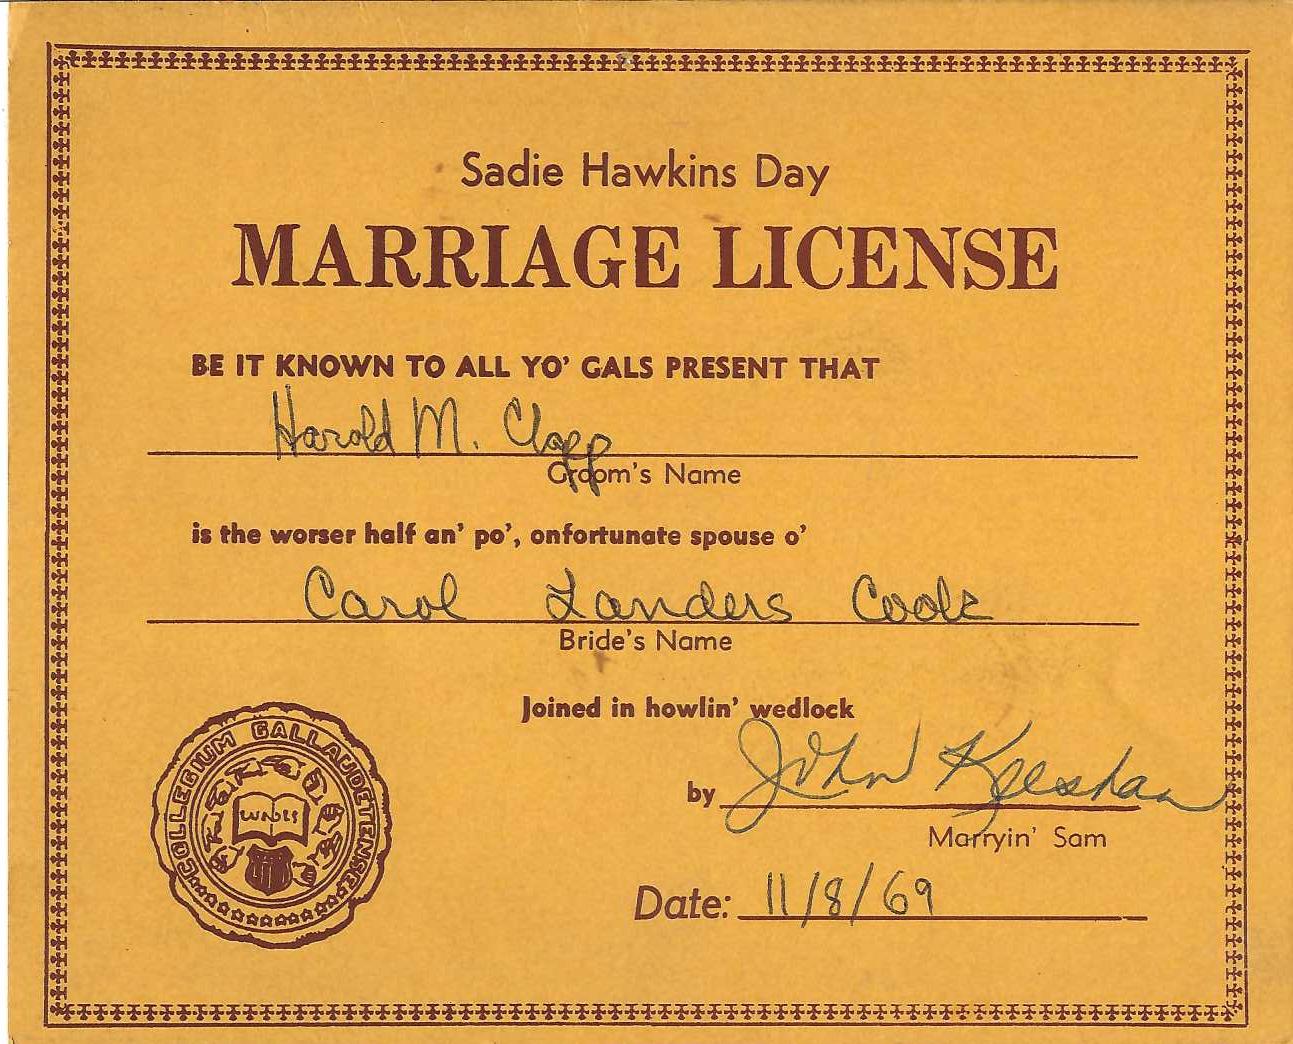 Sadie Hawkins Day
MARRIAGE LICENSE
BE IT KNOWN TO ALL YO' GALS PRESENT THAT
Harold M. Clapp
Groom's Name
is the worser half an' po', onfortunate spouse o'
Carol Landers Cook
Bride's Name
Joined in howlin' wedlock
by John Keeshan
Marryin' Sam
Date: 11/8/69
COLLEGIUM GALLAUDETENSE